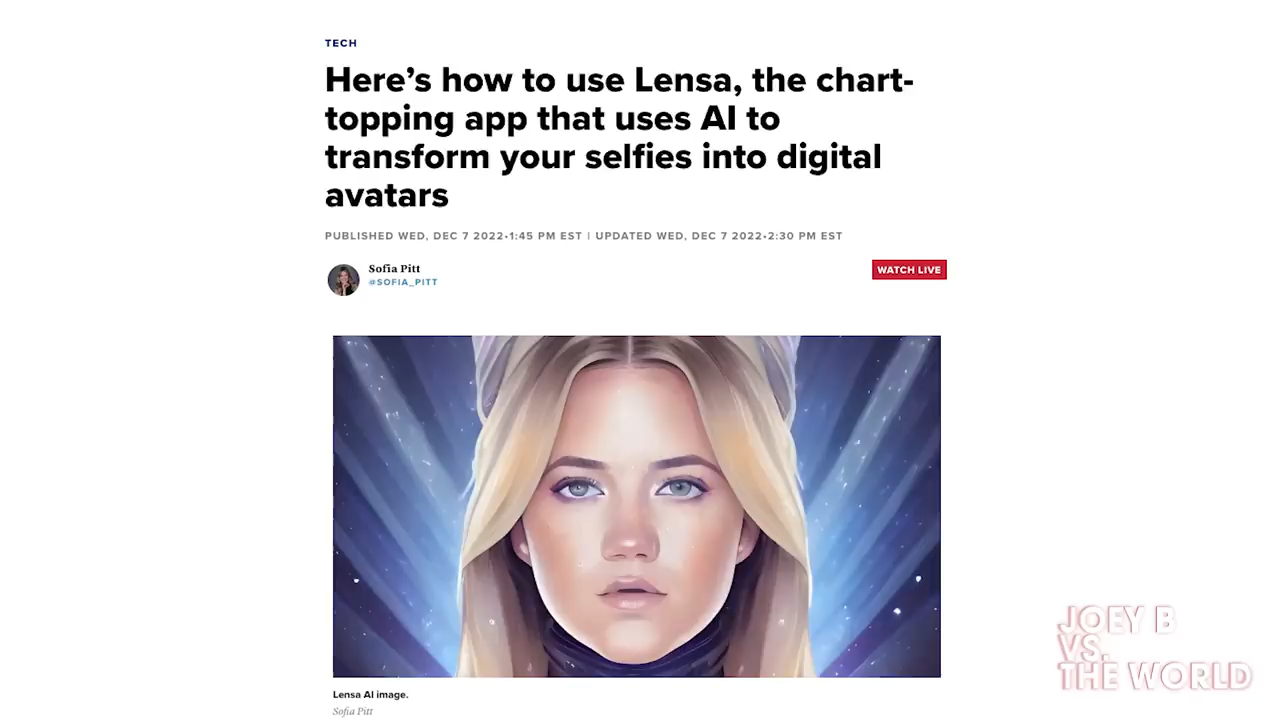 TECH
Here’s how to use Lensa, the chart-
topping app that uses AI to
transform your selfies into digital
avatars
PUBLISHED WED, DEC 7 2022•1:45 PM EST | UPDATED WED, DEC 7 2022•2:30 PM EST
Sofia Pitt
@SOFIA_PITT
WATCH LIVE
Lensa AI image.
Sofia Pitt
JOEY B
VS.
THE WORLD